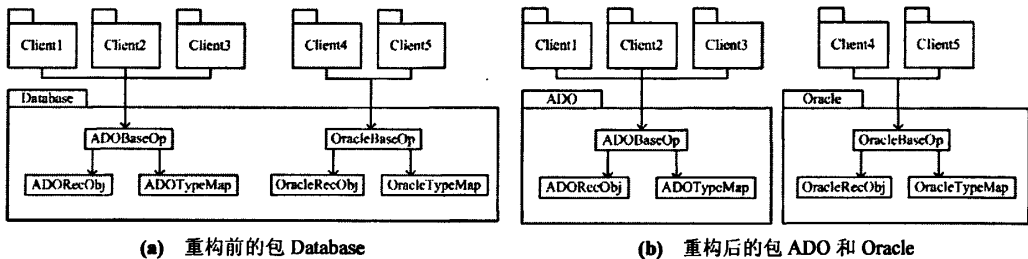 Client1 Client2 Client3 Client4 Client5 Client1 Client2 Client3 Client4 Client5
Database ADO Oracle
ADOBaseOp OracleBaseOp ADOBaseOp OracleBaseOp
ADORecObj ADOTypeMap OracleRecObj OracleTypeMap ADORecObj ADOTypeMap OracleRecObj OracleTypeMap
(a) 重构前的包 Database (b) 重构后的包 ADO 和 Oracle